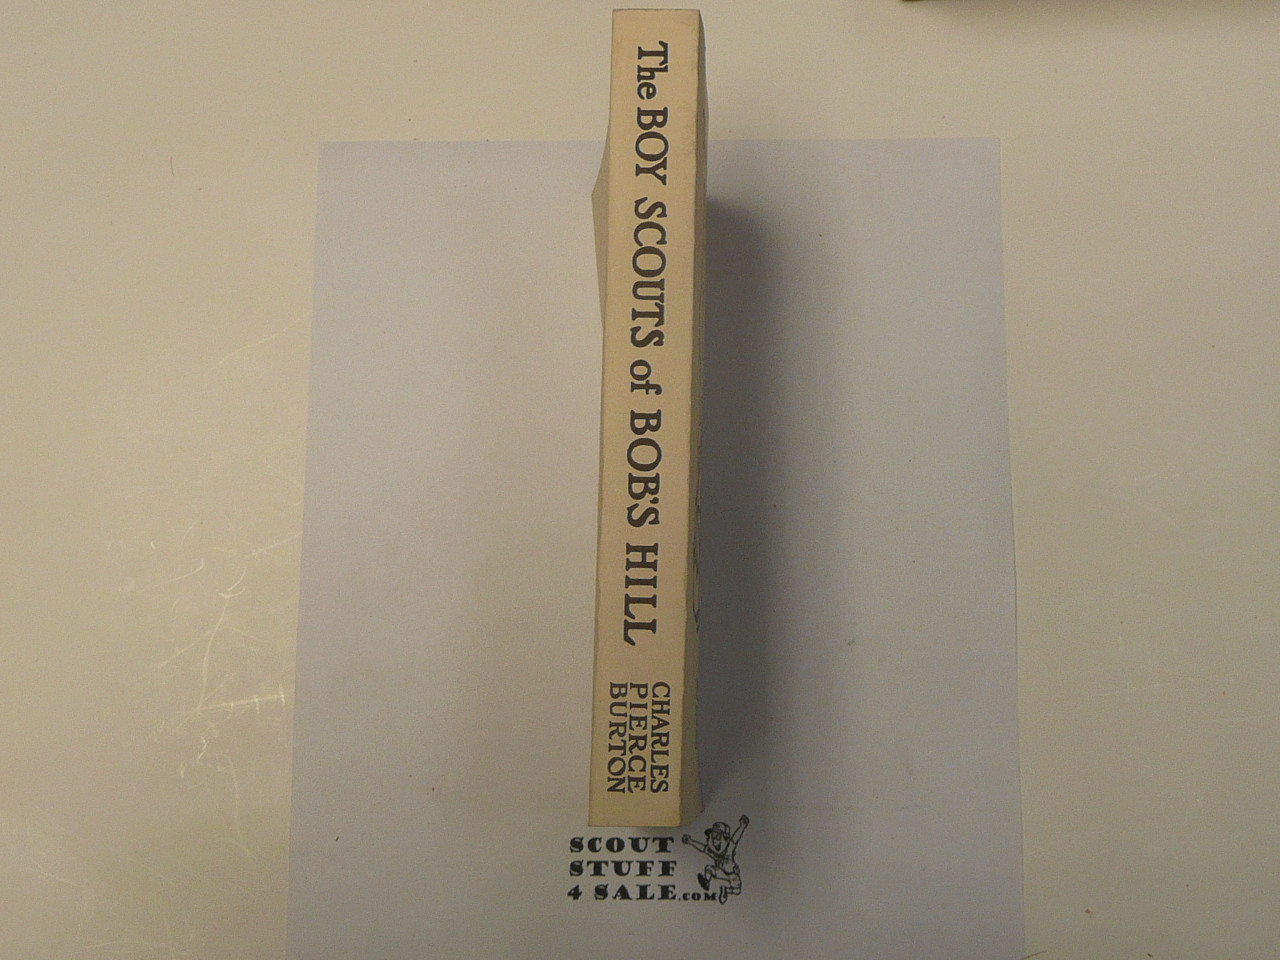 The BOY SCOUTS of BOB'S HILL
CHARLES
PIERCE
BURTON
SCOUT
STUFF
4 SALE.COM